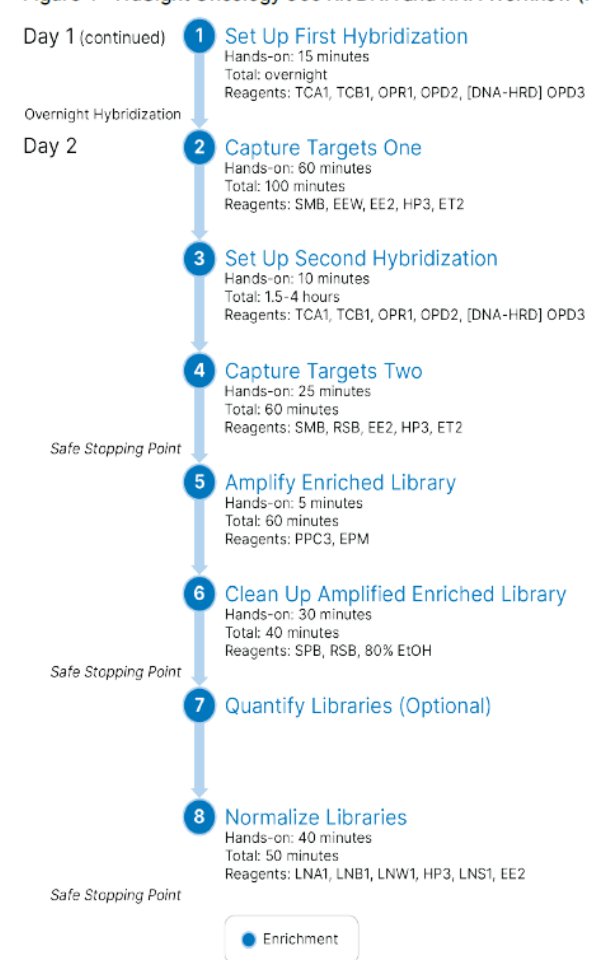 Day 1 (continued)
1 Set Up First Hybridization
Hands-on: 15 minutes
Total: overnight
Reagents: TCA1, TCB1, OPR1, OPD2, [DNA-HRD] OPD3
Overnight Hybridization
Day 2
2 Capture Targets One
Hands-on: 60 minutes
Total: 100 minutes
Reagents: SMB, EEW, EE2, HP3, ET2
3 Set Up Second Hybridization
Hands-on: 10 minutes
Total: 1.5-4 hours
Reagents: TCA1, TCB1, OPR1, OPD2, [DNA-HRD] OPD3
4 Capture Targets Two
Hands-on: 25 minutes
Total: 60 minutes
Reagents: SMB, RSB, EE2, HP3, ET2
Safe Stopping Point
5 Amplify Enriched Library
Hands-on: 5 minutes
Total: 60 minutes
Reagents: PPC3, EPM
6 Clean Up Amplified Enriched Library
Hands-on: 30 minutes
Total: 40 minutes
Reagents: SPB, RSB, 80% EtOH
Safe Stopping Point
7 Quantify Libraries (Optional)
8 Normalize Libraries
Hands-on: 40 minutes
Total: 50 minutes
Reagents: LNA1, LNB1, LNW1, HP3, LNS1, EE2
Safe Stopping Point
Enrichment